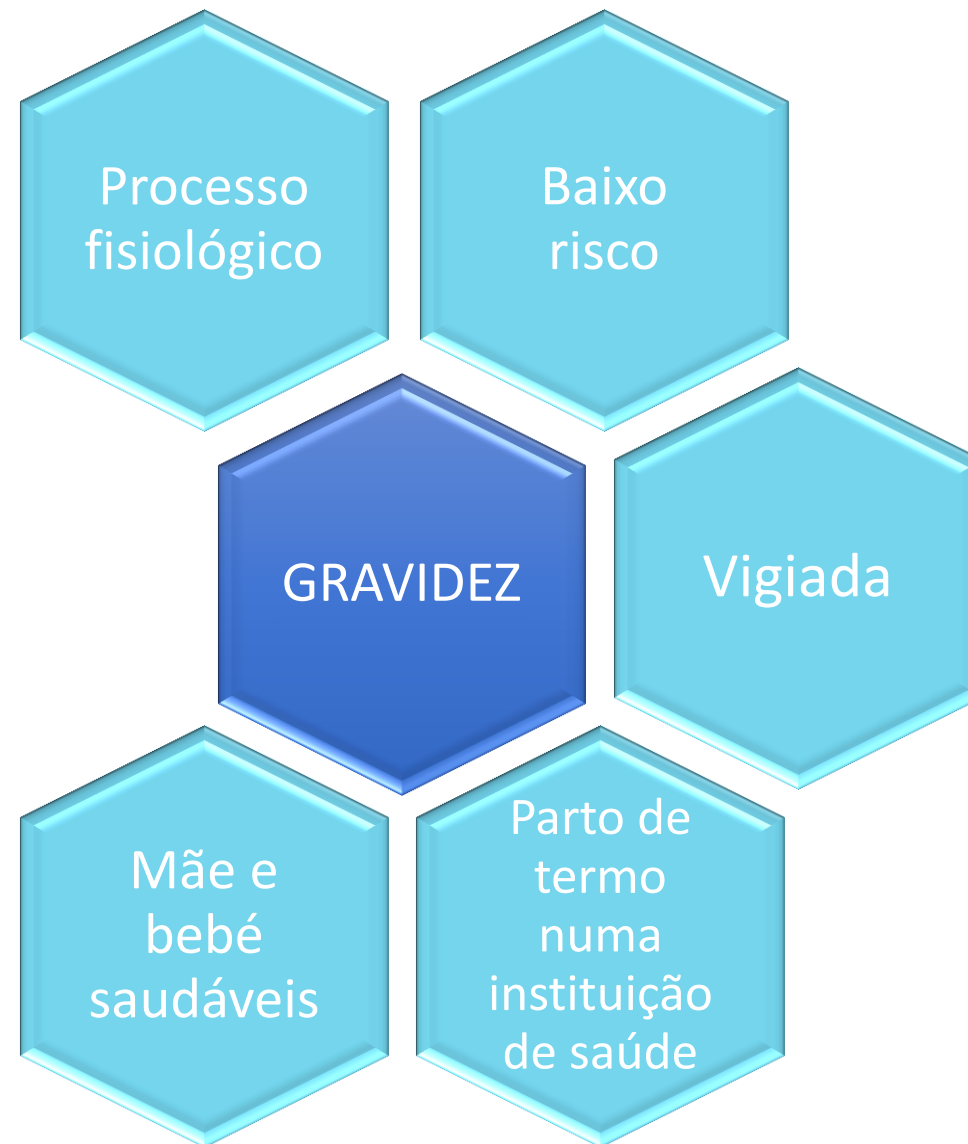 Processo
fisiológico
Baixo
risco
GRAVIDEZ
Vigiada
Mãe e
bebé
saudáveis
Parto de
termo
numa
instituição
de saúde